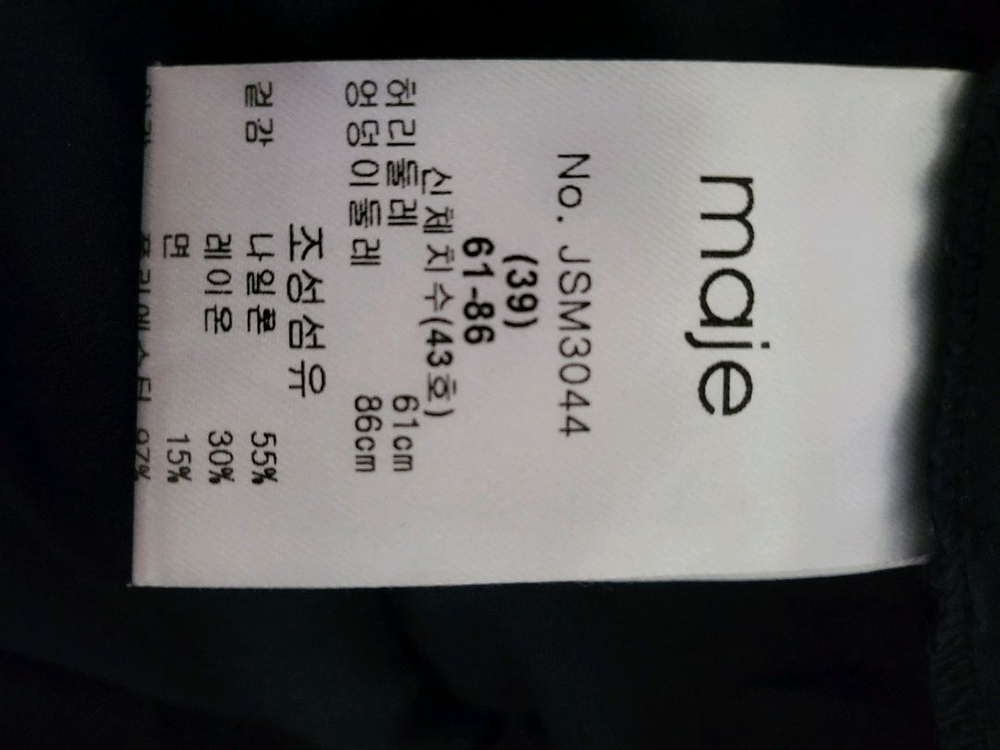 maje
No. JSM3044
(39)
61-86
신체치수(43호)
허리둘레 61cm
엉덩이둘레 86cm
조성섬유
겉감 나일론 55%
레이온 30%
면 15%